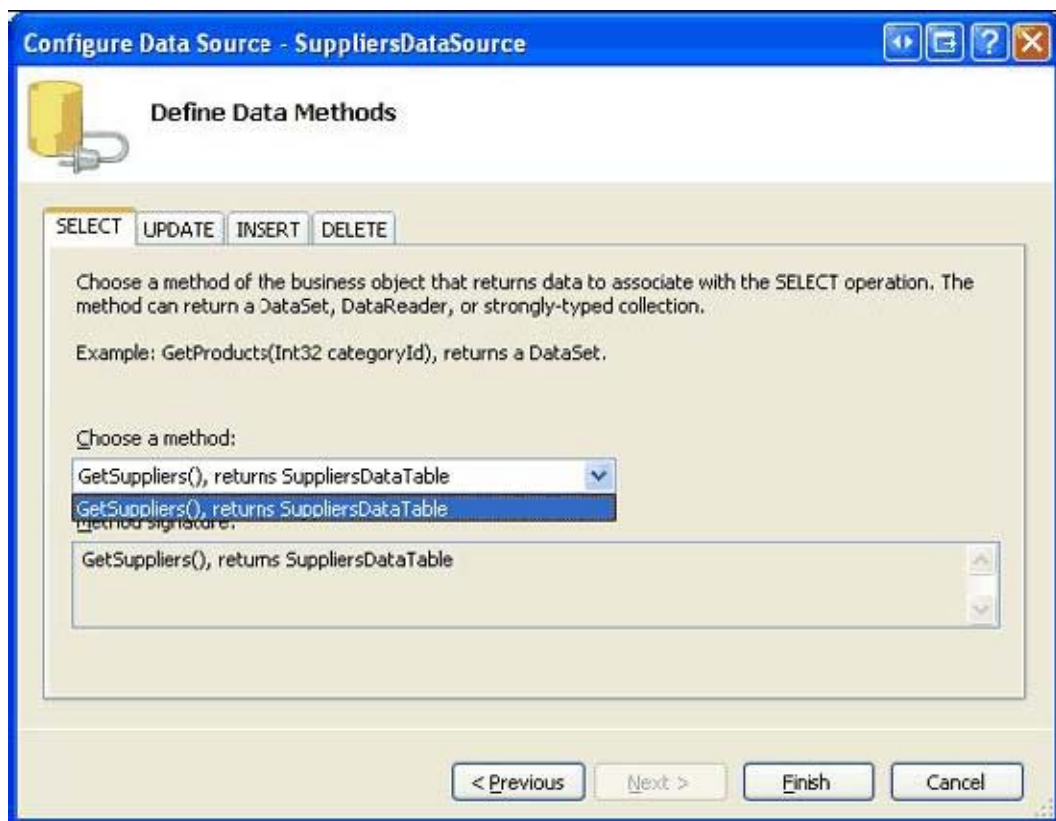 Configure Data Source - SuppliersDataSource
Define Data Methods
SELECT UPDATE INSERT DELETE
Choose a method of the business object that returns data to associate with the SELECT operation. The
method can return a DataSet, DataReader, or strongly-typed collection.
Example: GetProducts(Int32 categoryId), returns a DataSet.
Choose a method:
GetSuppliers(), returns SuppliersDataTable
GetSuppliers(), returns SuppliersDataTable
Method signature:
GetSuppliers(), returns SuppliersDataTable
< Previous Next > Finish Cancel